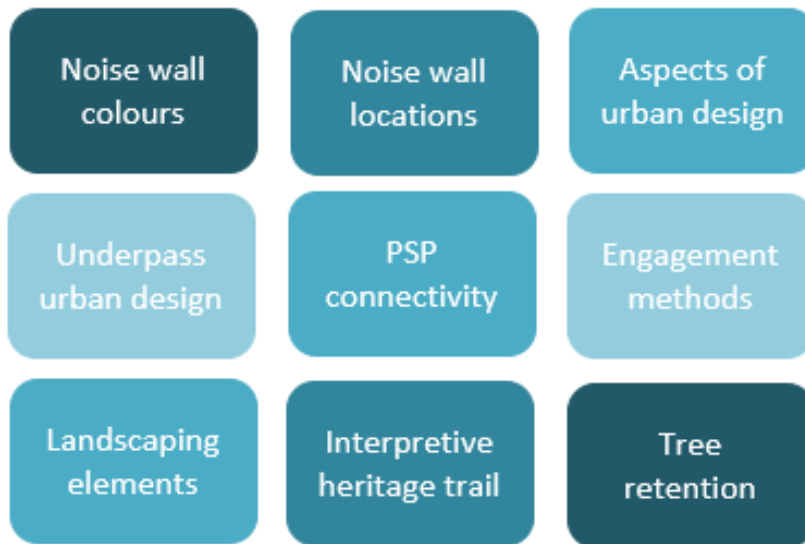 Noise wall
colours
Noise wall
locations
Aspects of
urban design
Underpass
urban design
PSP
connectivity
Engagement
methods
Landscaping
elements
Interpretive
heritage trail
Tree
retention